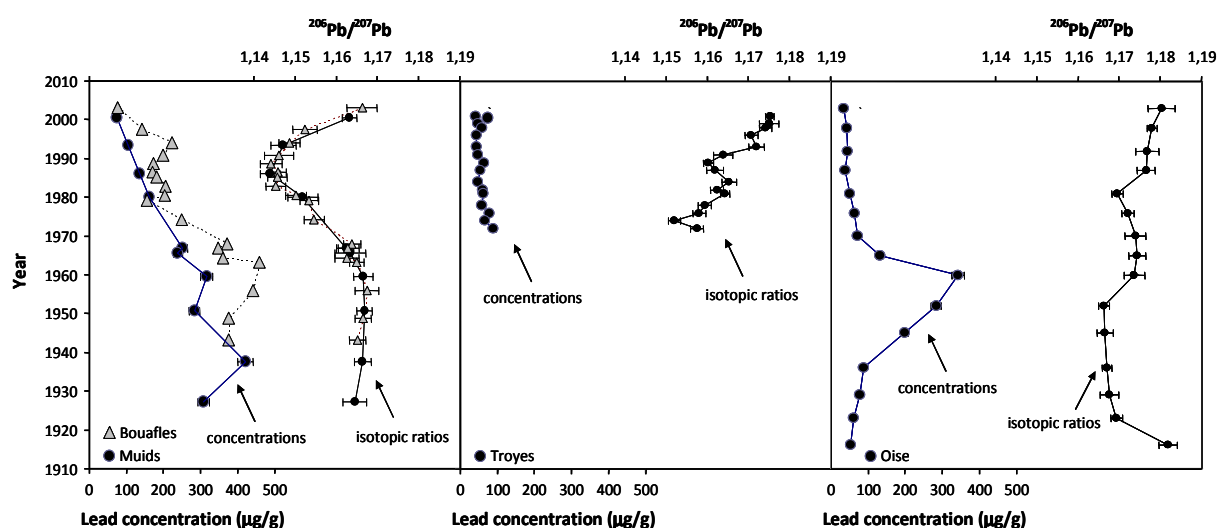 206Pb/207Pb 206Pb/207Pb 206Pb/207Pb
1,14 1,15 1,16 1,17 1,18 1,19 1,14 1,15 1,16 1,17 1,18 1,19 1,14 1,15 1,16 1,17 1,18 1,19
2010
2000
1990
1980
1970
1960
1950
1940
1930
1920
1910
Year
concentrations
isotopic ratios
Bouafles
Muids
concentrations
isotopic ratios
Troyes
concentrations
isotopic ratios
Oise
0 100 200 300 400 500 0 100 200 300 400 500 0 100 200 300 400 500
Lead concentration (µg/g) Lead concentration (µg/g) Lead concentration (µg/g)